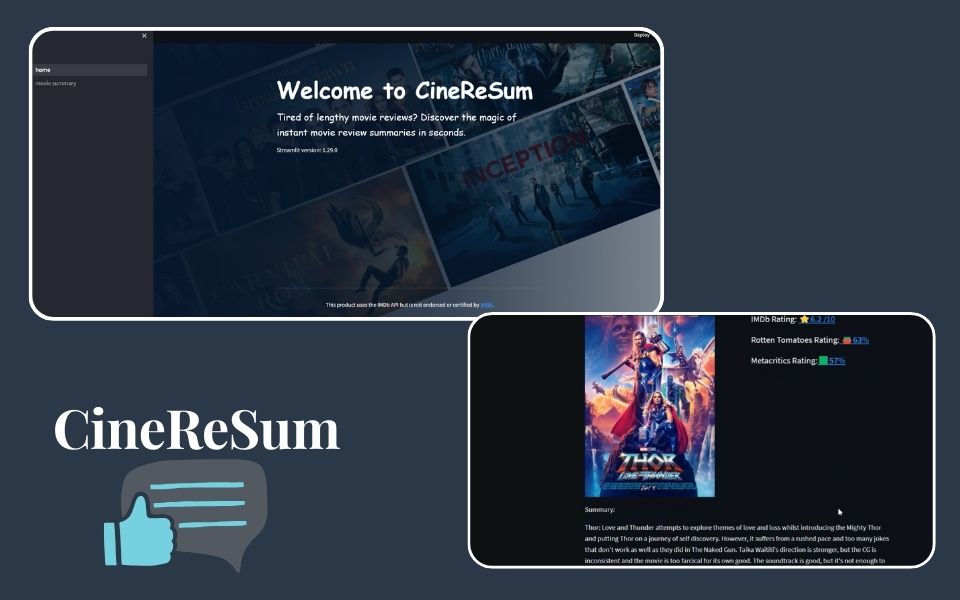 Deploy
home
movie summary
Welcome to CineReSum
Tired of lengthy movie reviews? Discover the magic of
instant movie review summaries in seconds.
Streamlit version: 1.29.0
INCEPTION
This product uses the IMDb API but is not endorsed or certified by IMDb.
IMDb Rating: ⭐ 6.2 /10
Rotten Tomatoes Rating: 🍅 63%
Metacritics Rating: 🟩 57%
THOR
LOVE AND THUNDER
Summary:
Thor: Love and Thunder attempts to explore themes of love and loss whilst introducing the Mighty Thor
and putting Thor on a journey of self discovery. However, it suffers from a rushed pace and too many jokes
that don't work as well as they did in The Naked Gun. Taika Waititi's direction is stronger, but the CG is
inconsistent and the movie is too farcical for its own good. The soundtrack is good, but it's not enough to
CineReSum